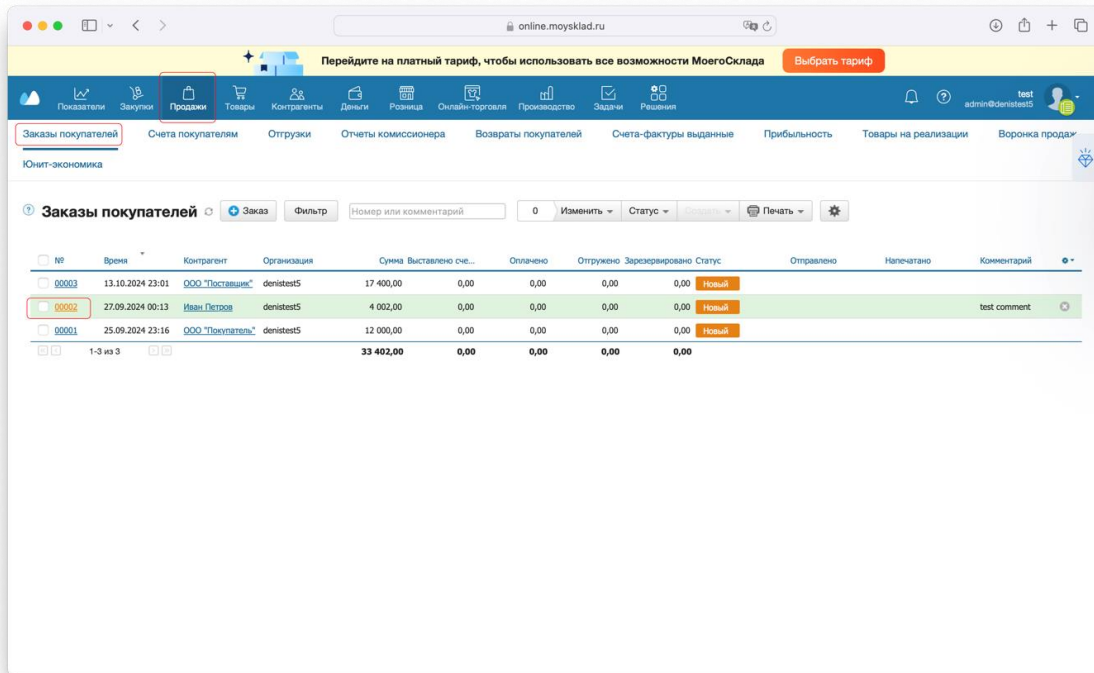 online.moysklad.ru
Перейдите на платный тариф, чтобы использовать все возможности МоегоСклада
Выбрать тариф
Показатели Закупки Продажи Товары Контрагенты Деньги Розница Онлайн-торговля Производство Задачи Решения
test
admin@denistest5
Заказы покупателей Счета покупателям Отгрузки Отчеты комиссионера Возвраты покупателей Счета-фактуры выданные Прибыльность Товары на реализации Воронка продаж
Юнит-экономика
Заказы покупателей Заказ Фильтр Номер или комментарий 0 Изменить Статус Создать Печать
№ Время Контрагент Организация Сумма Выставлено сче... Оплачено Отгружено Зарезервировано Статус Отправлено Напечатано Комментарий
00003 13.10.2024 23:01 ООО "Поставщик" denistest5 17 400,00 0,00 0,00 0,00 0,00 Новый
00002 27.09.2024 00:13 Иван Петров denistest5 4 002,00 0,00 0,00 0,00 0,00 Новый test comment
00001 25.09.2024 23:16 ООО "Покупатель" denistest5 12 000,00 0,00 0,00 0,00 0,00 Новый
1-3 из 3 33 402,00 0,00 0,00 0,00 0,00